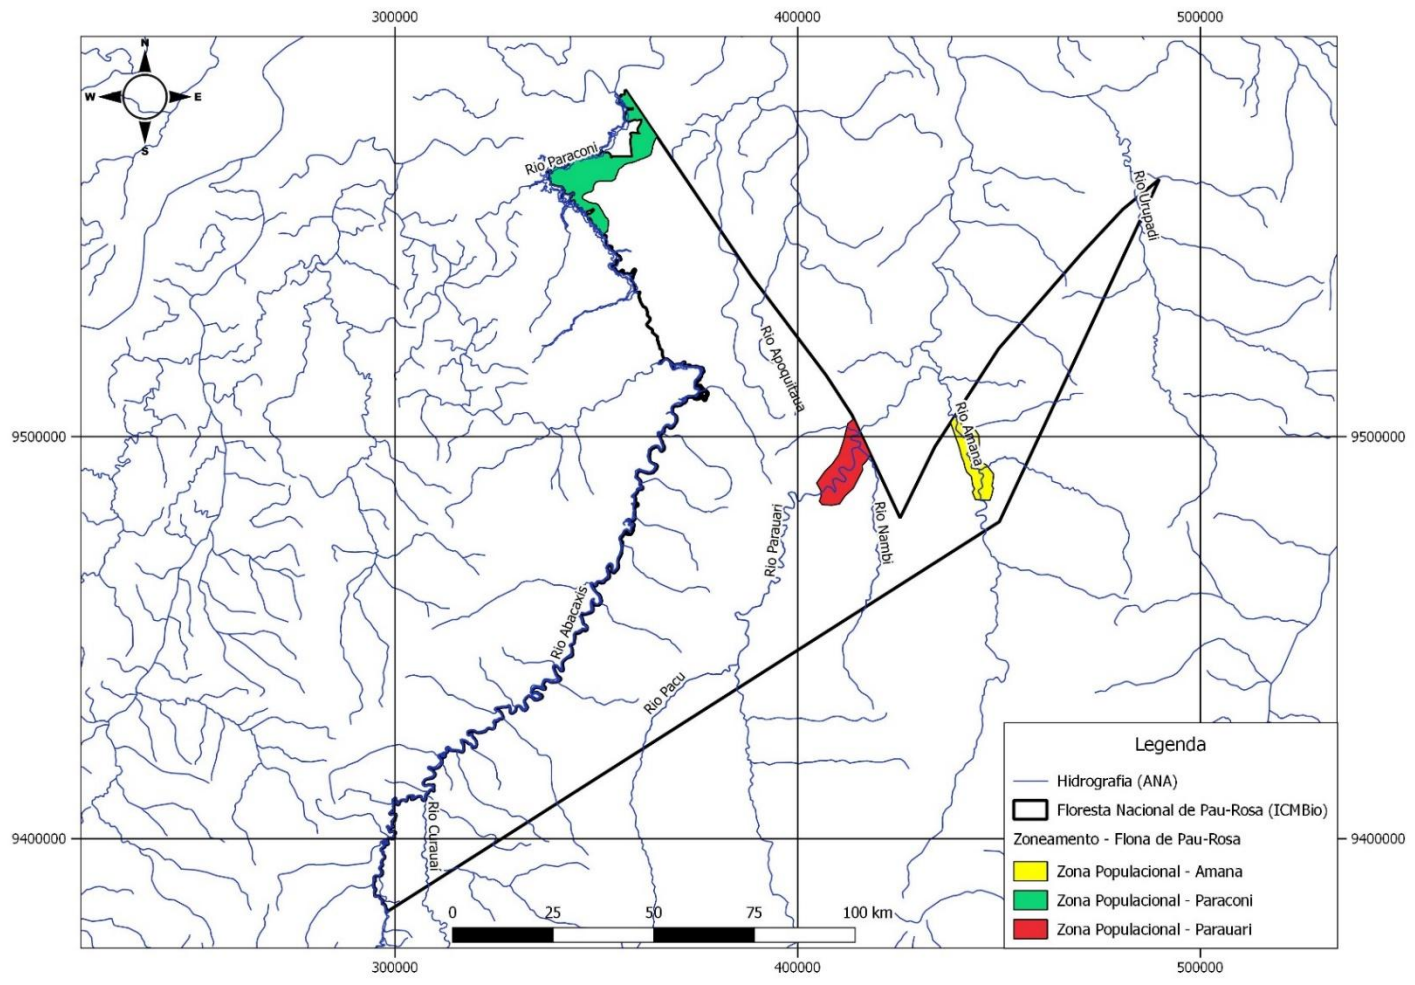 300000 400000 500000
N
W E
S
Rio Paraconi
Rio Urupadi
Rio Apoquitaua
Rio Amana
9500000 9500000
Rio Parauari
Rio Nambi
Rio Abacaxis
Rio Pacu
Rio Curauai
9400000 9400000
Legenda
Hidrografia (ANA)
Floresta Nacional de Pau-Rosa (ICMBio)
Zoneamento - Flona de Pau-Rosa
Zona Populacional - Amana
Zona Populacional - Paraconi
Zona Populacional - Parauari
0 25 50 75 100 km
300000 400000 500000